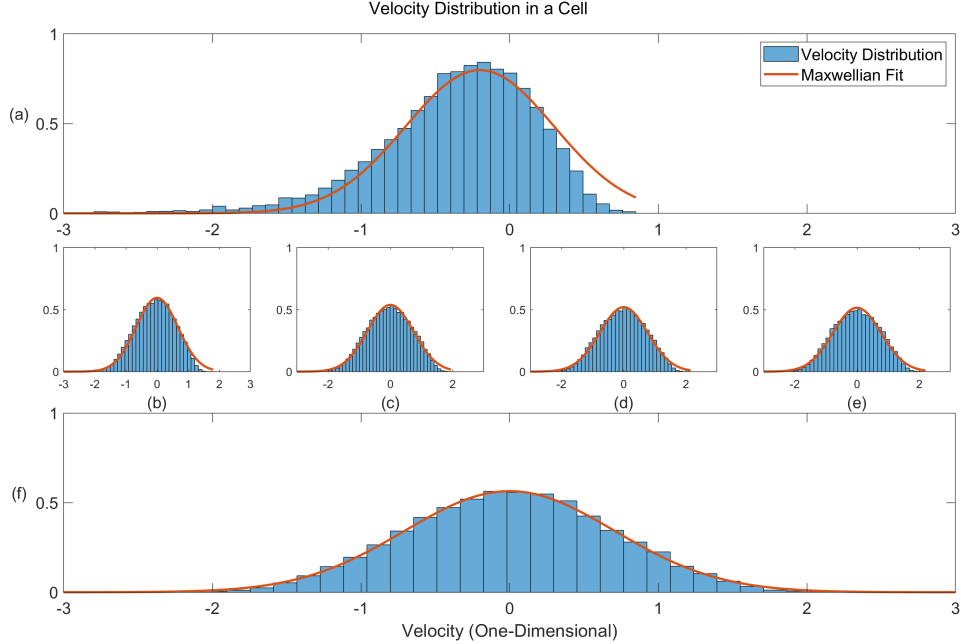 Velocity Distribution in a Cell
1
0.5
0
(a)
Velocity Distribution
Maxwellian Fit
-3 -2 -1 0 1 2 3
1
0.5
0
-3 -2 -1 0 1 2 3
(b)
1
0.5
0
-2 0 2
(c)
1
0.5
0
-2 0 2
(d)
1
0.5
0
-2 0 2
(e)
1
0.5
0
(f)
-3 -2 -1 0 1 2 3
Velocity (One-Dimensional)